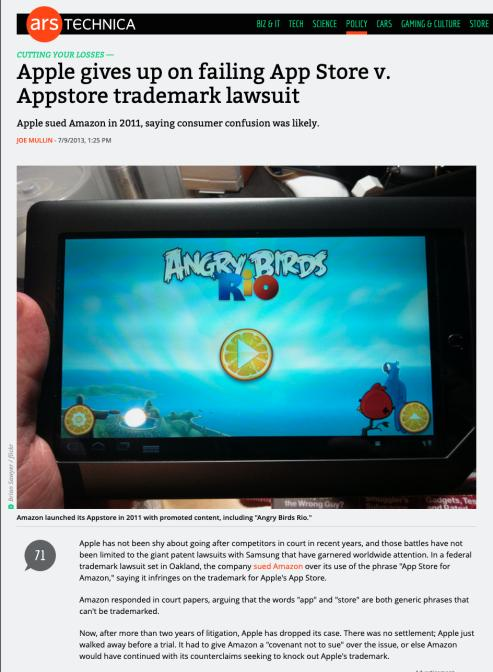 ars TECHNICA
BIZ & IT TECH SCIENCE POLICY CARS GAMING & CULTURE STORE
CUTTING YOUR LOSSES —
Apple gives up on failing App Store v.
Appstore trademark lawsuit
Apple sued Amazon in 2011, saying consumer confusion was likely.
JOE MULLIN - 7/9/2013, 1:25 PM
ANGRY BIRDS
RIO
Brian Sawyer / flickr
the Wrong Guy?
Smuggler's
Gadgets, Tes
Amazon launched its Appstore in 2011 with promoted content, including "Angry Birds Rio."
71
Apple has not been shy about going after competitors in court in recent years, and those battles have not
been limited to the giant patent lawsuits with Samsung that have garnered worldwide attention. In a federal
trademark lawsuit set in Oakland, the company sued Amazon over its use of the phrase "App Store for
Amazon," saying it infringes on the trademark for Apple's App Store.
Amazon responded in court papers, arguing that the words "app" and "store" are both generic phrases that
can't be trademarked.
Now, after more than two years of litigation, Apple has dropped its case. There was no settlement; Apple just
walked away before a trial. It had to give Amazon a "covenant not to sue" over the issue, or else Amazon
would have continued with its counterclaims seeking to knock out Apple's trademark.